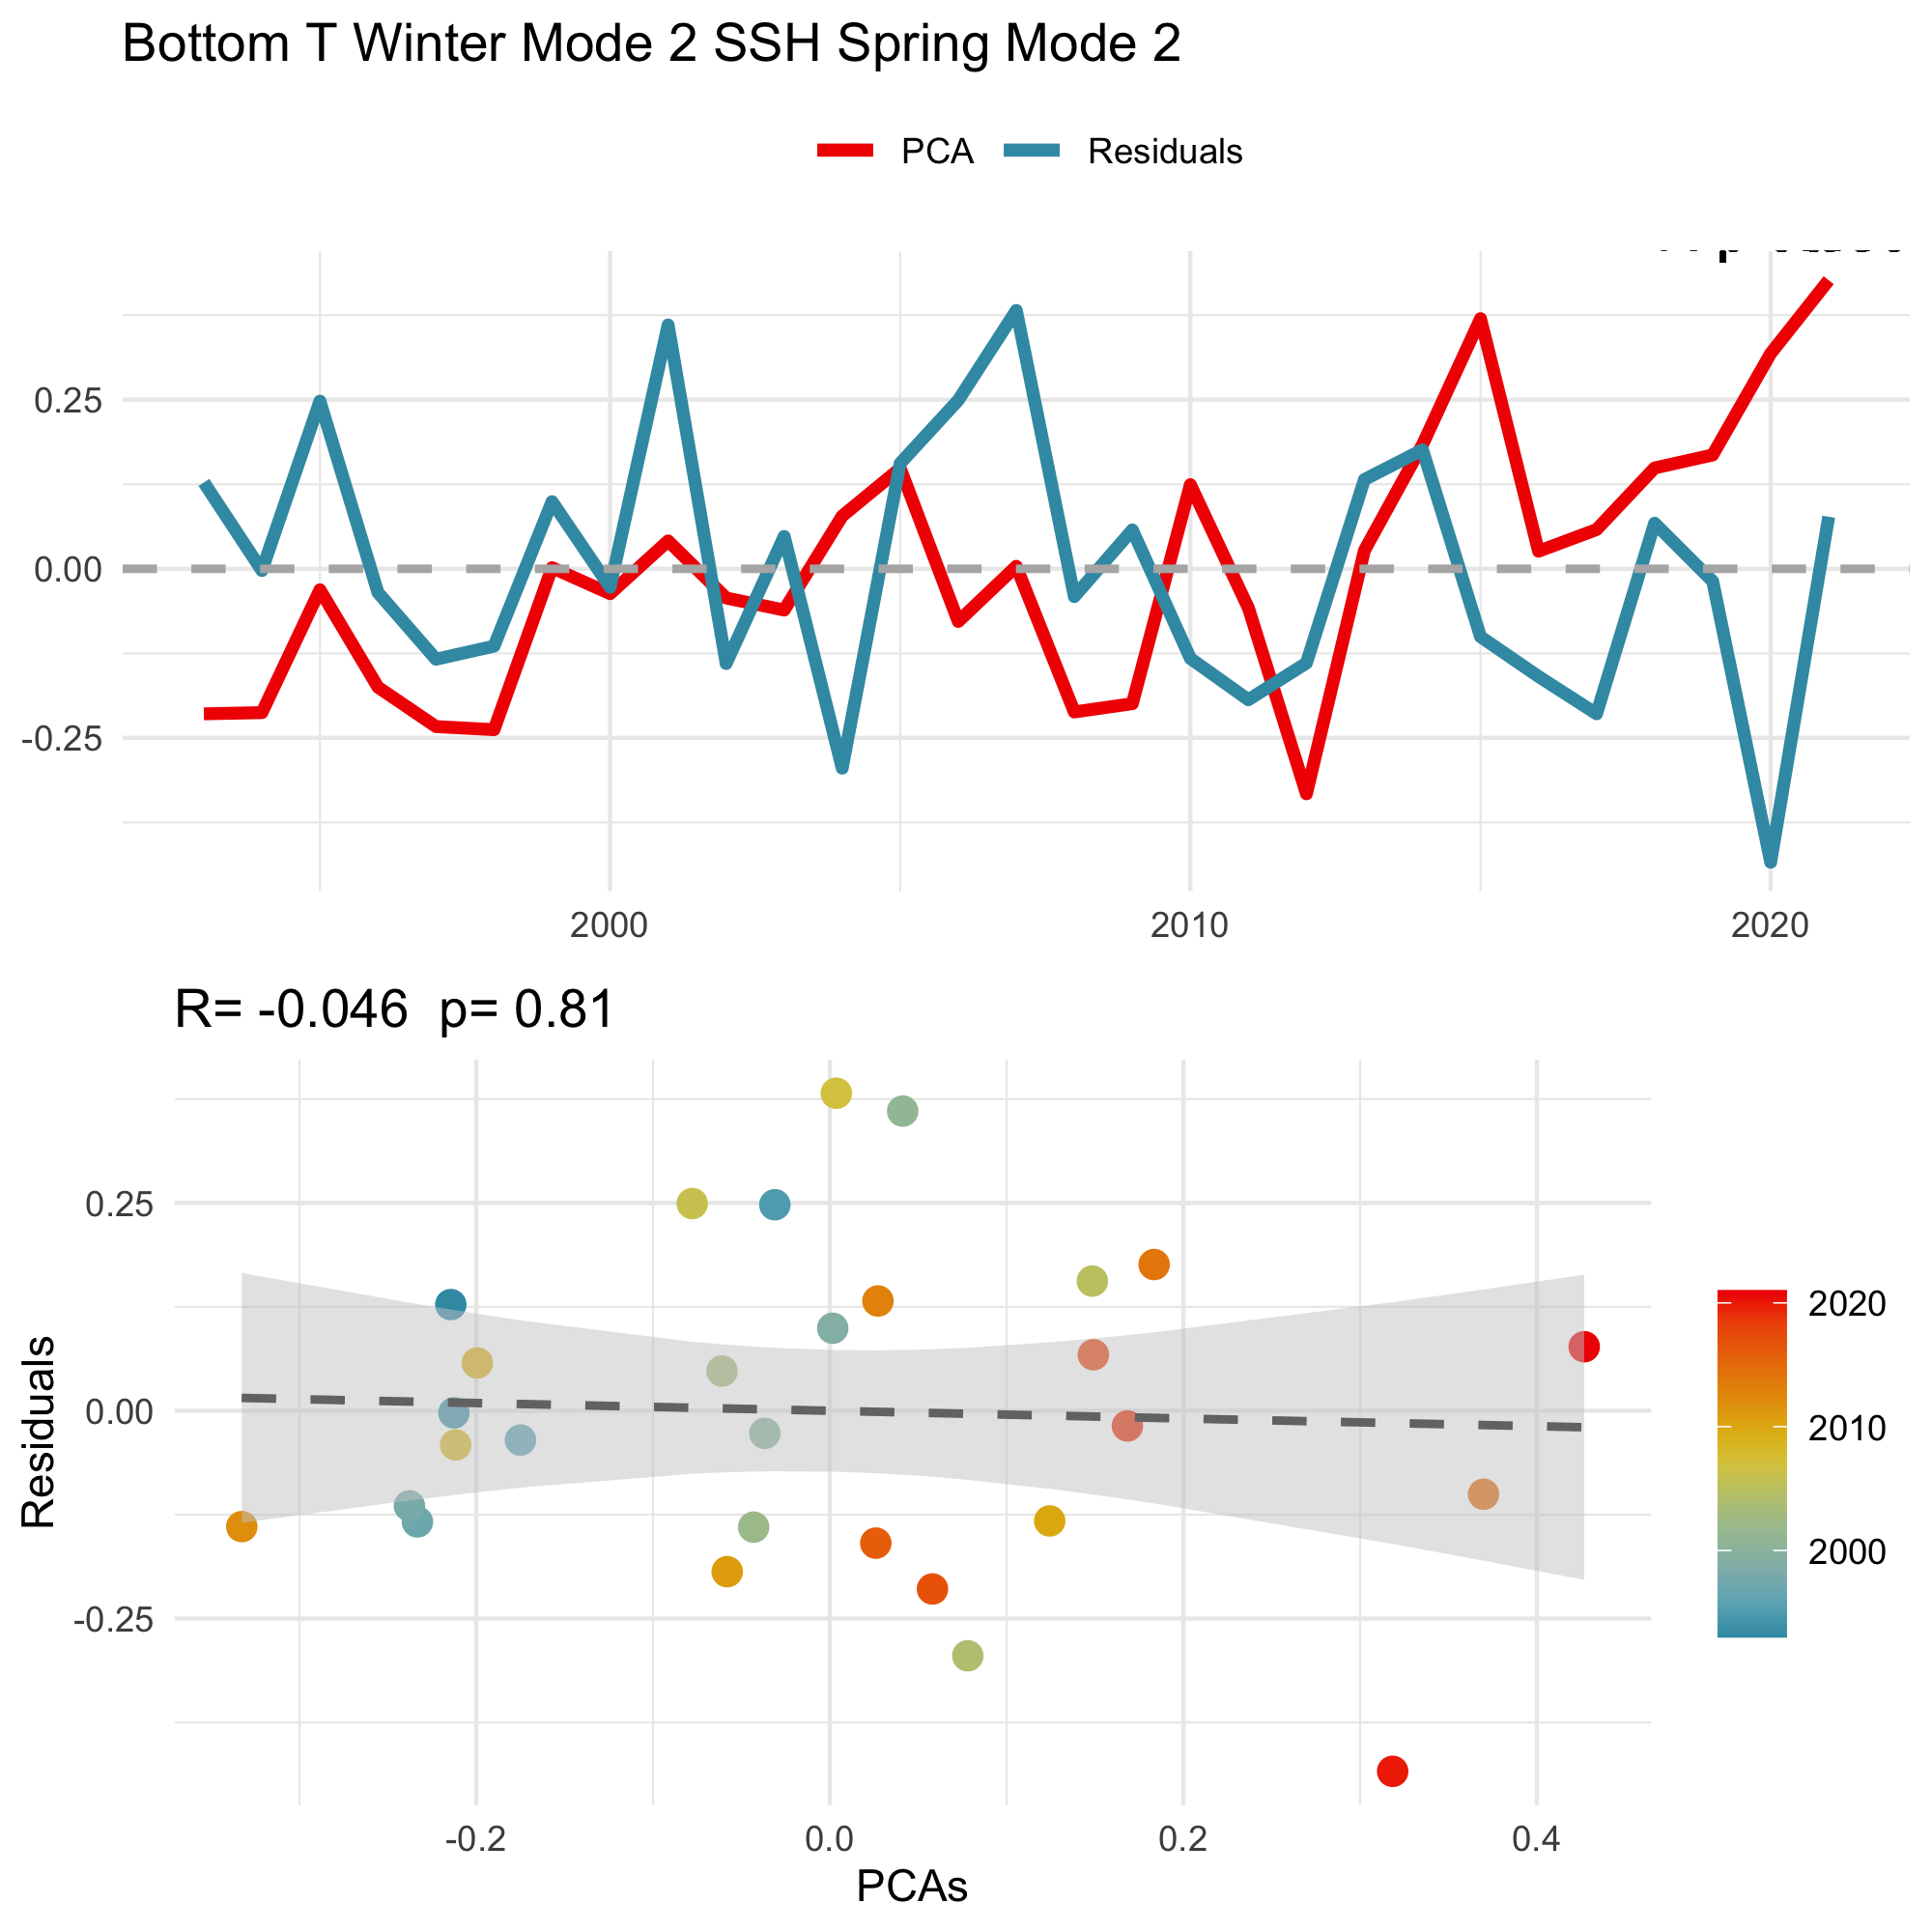 Bottom T Winter Mode 2 SSH Spring Mode 2
PCA Residuals
0.25
0.00
-0.25
2000 2010 2020
R= -0.046 p= 0.81
Residuals
0.25
0.00
-0.25
-0.2 0.0 0.2 0.4
PCAs
2020
2010
2000